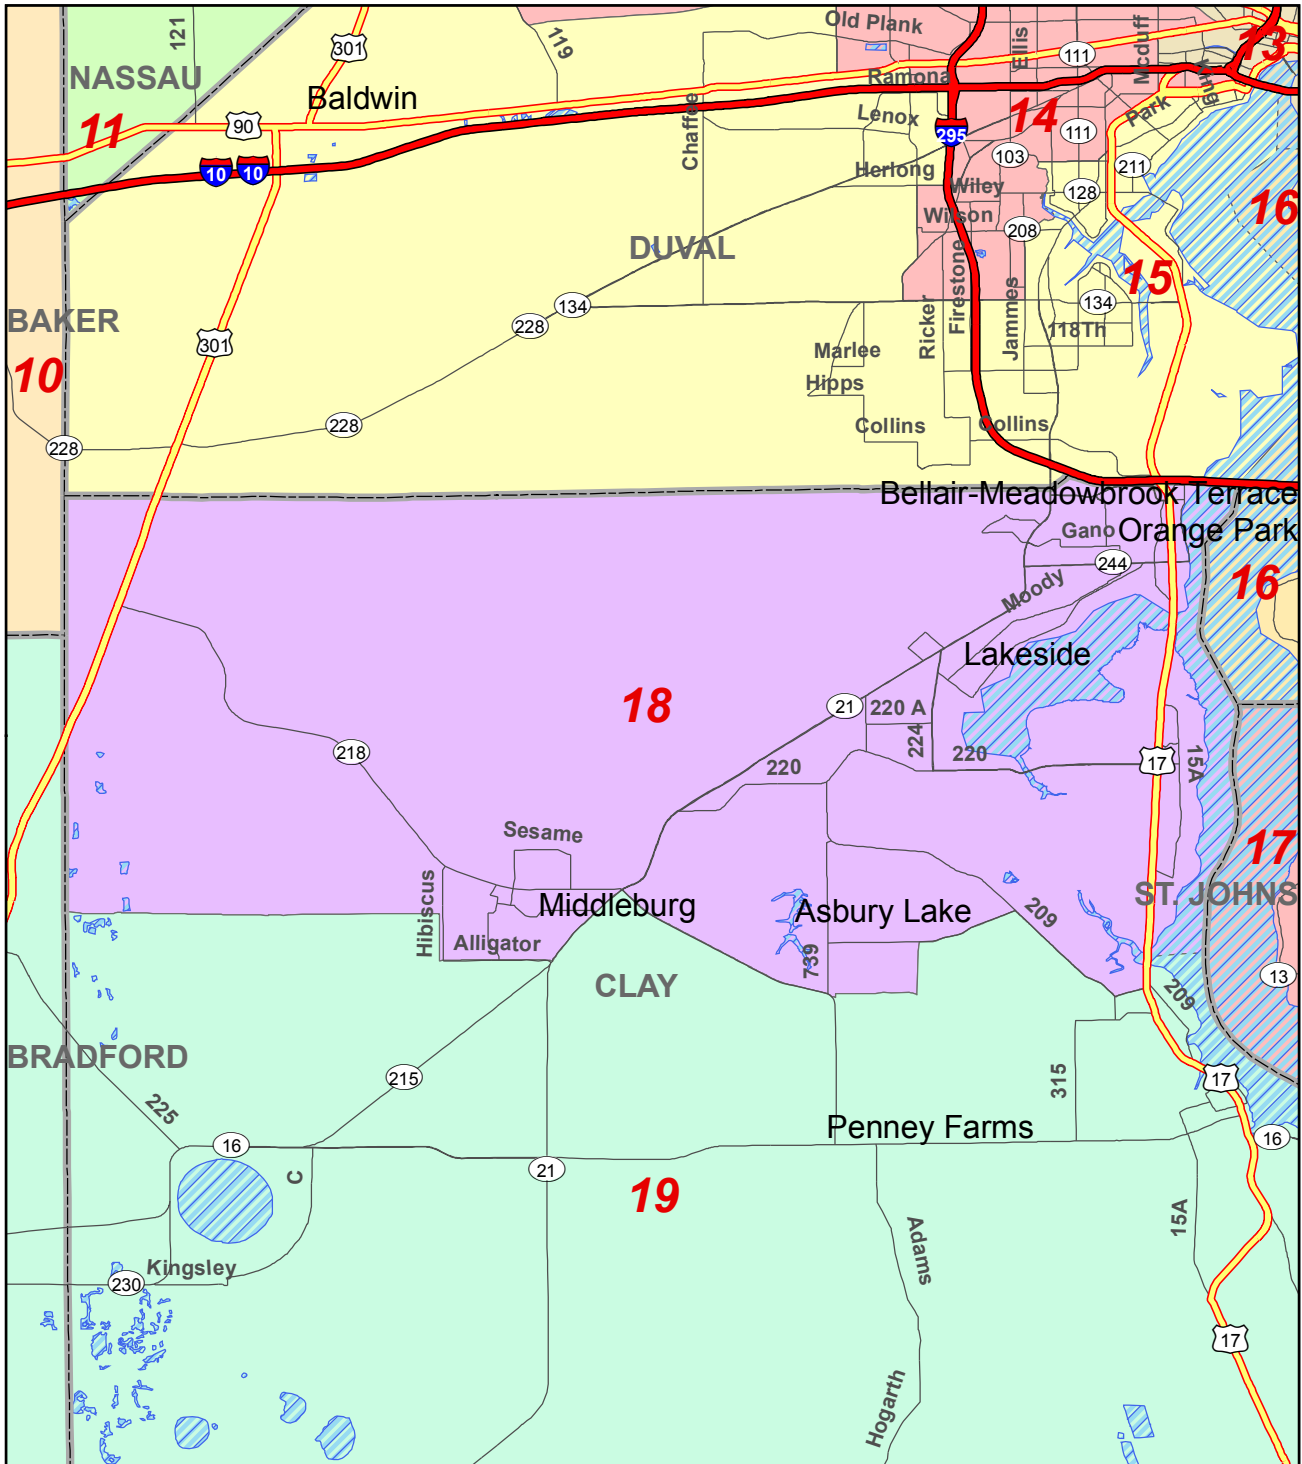 121
301
119
Old Plank
Ellis
111
Mcduff
13
NASSAU
Ramona
King
Baldwin
Chaffee
11
90
Lenox
14
Park
295
111
10
10
Herlong
103
211
Wiley
128
16
Wilson
208
DUVAL
15
Firestone
134
Jammes
134
BAKER
228
Ricker
118Th
301
Marlee
10
Hipps
228
Collins
Collins
228
Bellair-Meadowbrook Terrace
Gano
Orange Park
244
16
Moody
Lakeside
18
21
220 A
218
224
220
220
17
15A
Sesame
17
Hibiscus
Middleburg
Asbury Lake
209
ST. JOHNS
Alligator
739
13
CLAY
209
BRADFORD
215
315
17
225
16
Penney Farms
16
C
21
19
15A
Adams
Kingsley
230
17
Hogarth